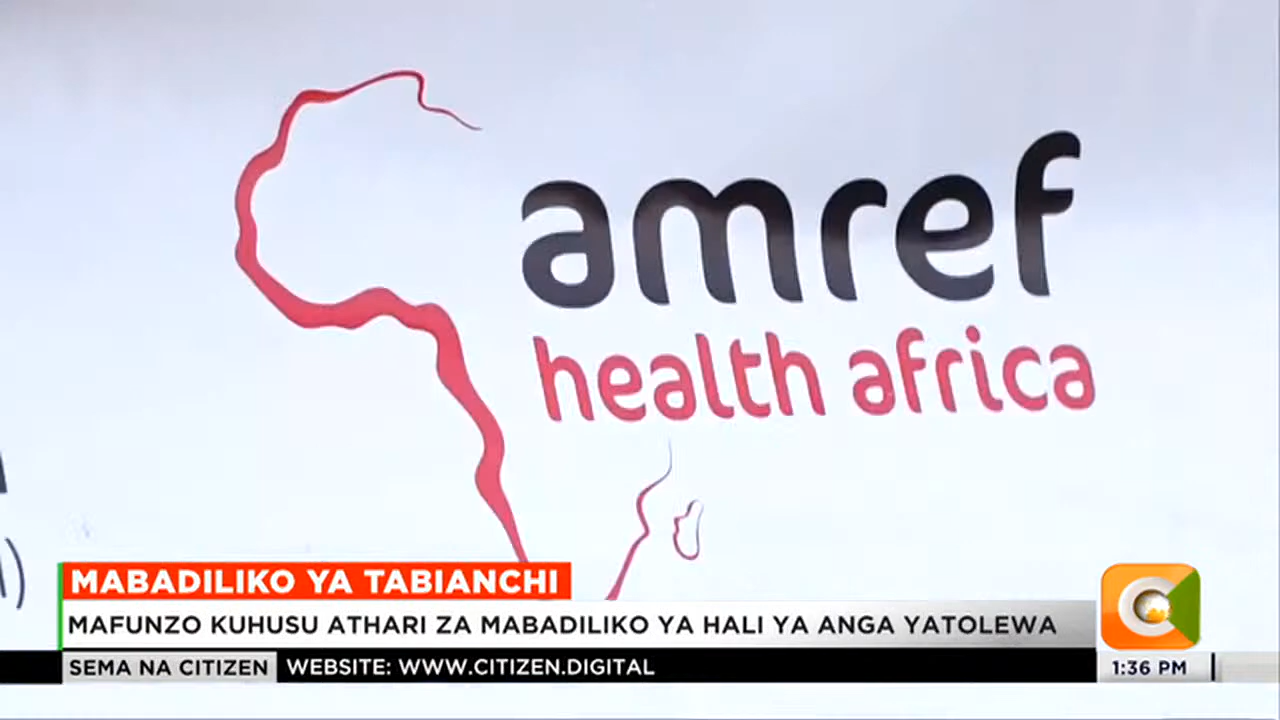 amref
health africa
MABADILIKO YA TABIANCHI
MAFUNZO KUHUSU ATHARI ZA MABADILIKO YA HALI YA ANGA YATOLEWA
SEMA NA CITIZEN WEBSITE: WWW.CITIZEN.DIGITAL
1:36 PM